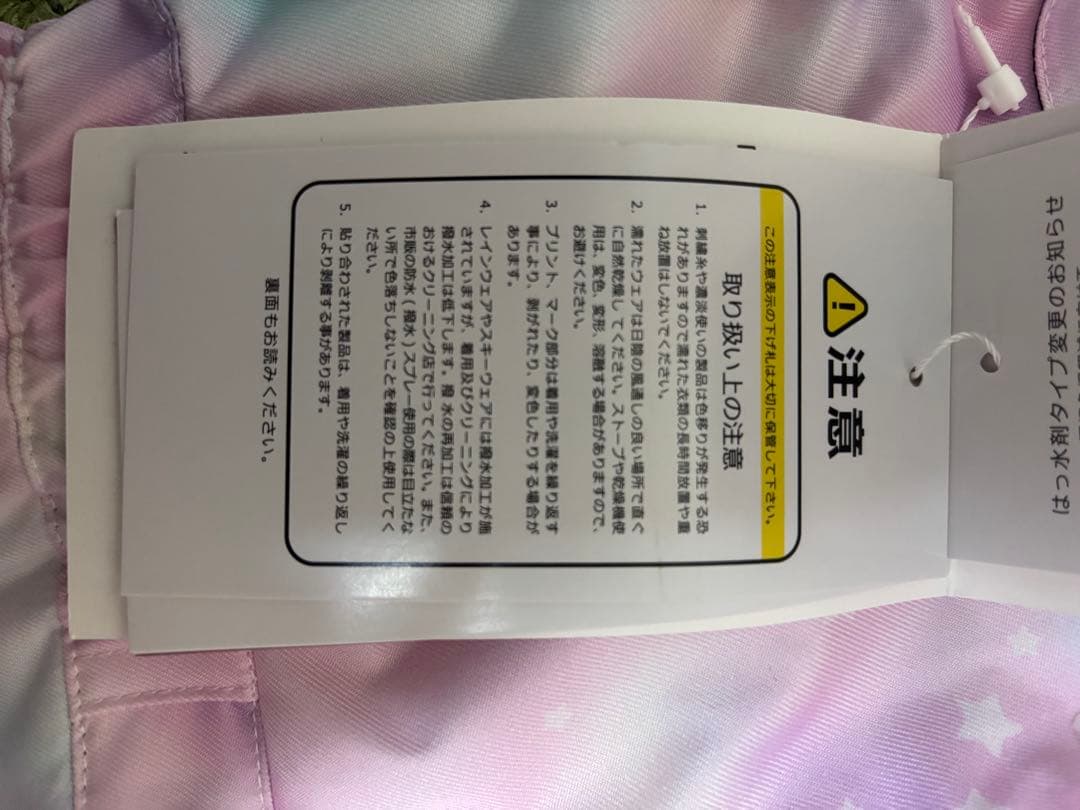 注意
この注意表示の下げ札は大切に保管して下さい。
取り扱い上の注意
1. 刺繍糸や濃淡使いの製品は色移りが発生する恐
れがありますので濡れた衣類の長時間放置や重
ね放置はしないでください。
2. 濡れたウェアは日陰の風通しの良い場所で直ぐ
に自然乾燥してください。ストーブや乾燥機使
用は、変色、変形、溶融する場合がありますので、
お避けください。
3. プリント、マーク部分は着用や洗濯を繰り返す
事により、剥がれたり、変色したりする場合が
あります。
4. レインウェアやスキーウェアには撥水加工が施
されていますが、着用及びクリーニングにより
撥水加工は低下します。撥 水の再加工は信頼の
おけるクリーニング店で行ってください。また、
市販の防水(撥水)スプレー使用の際は目立たな
い所で色落ちしないことを確認の上使用してく
ださい。
5. 貼り合わされた製品は、着用や洗濯の繰り返し
により剥離する事があります。
裏面もお読みください。
はっ水剤タイプ変更のお知らせ